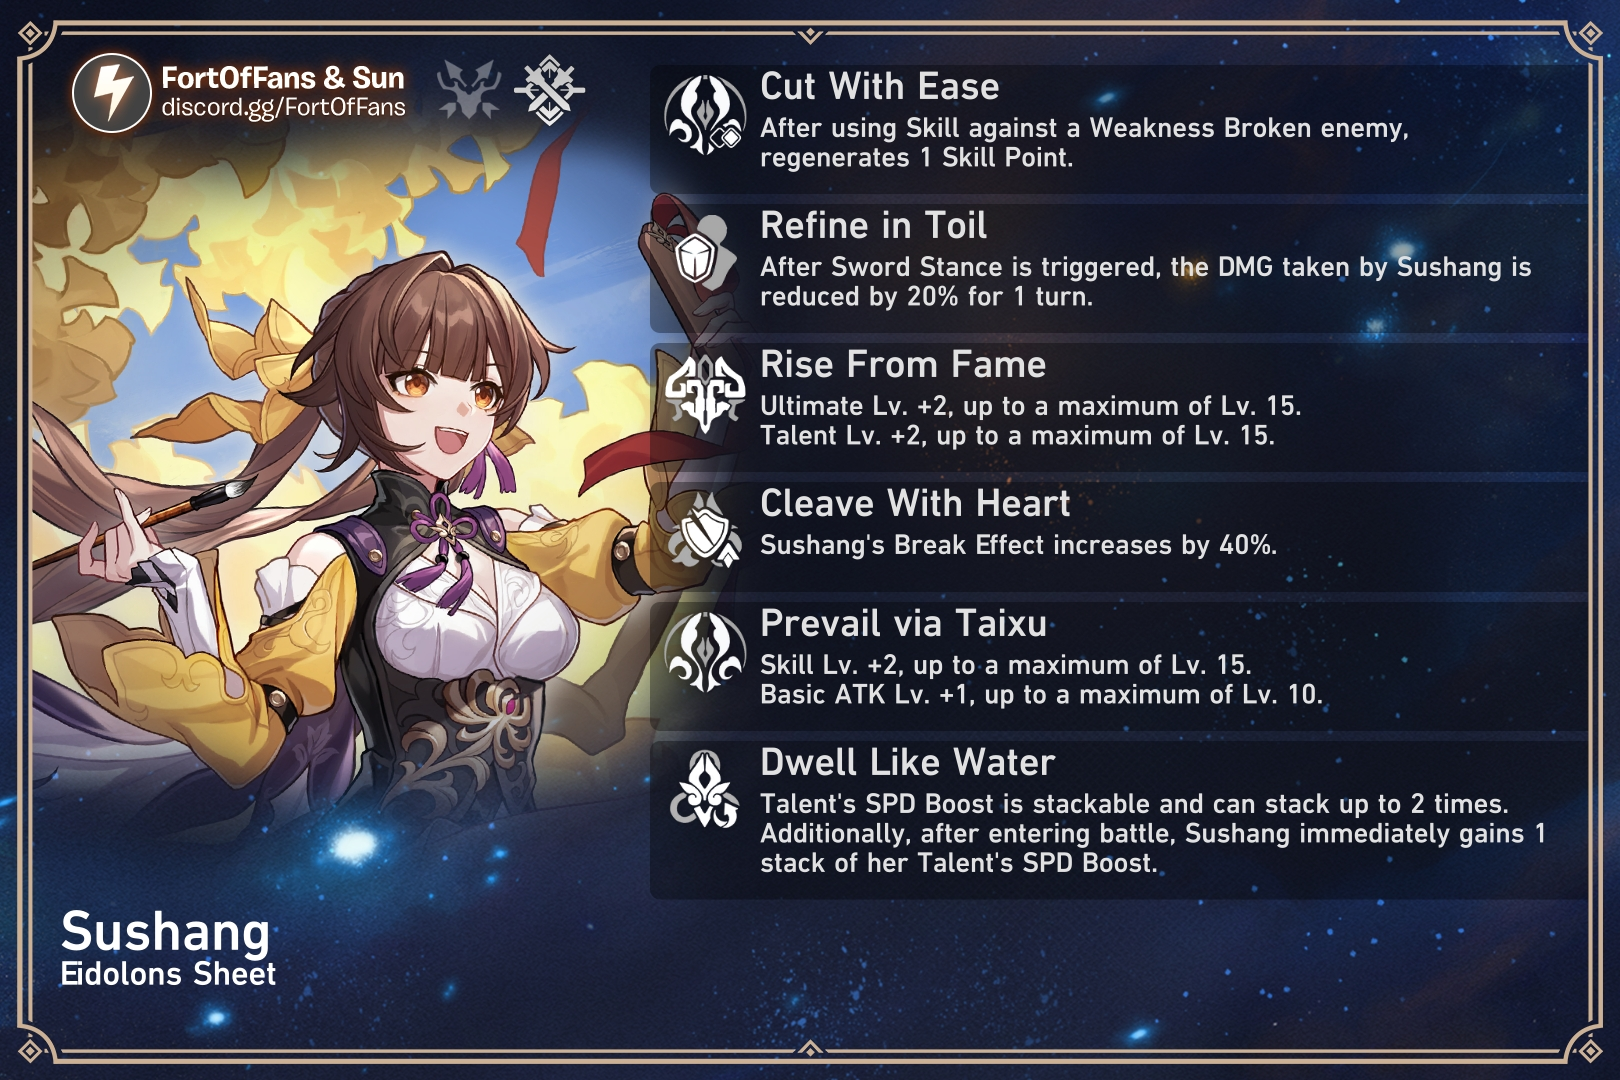 FortOfFans & Sun
discord.gg/FortOfFans
Cut With Ease
After using Skill against a Weakness Broken enemy,
regenerates 1 Skill Point.
Refine in Toil
After Sword Stance is triggered, the DMG taken by Sushang is
reduced by 20% for 1 turn.
Rise From Fame
Ultimate Lv. +2, up to a maximum of Lv. 15.
Talent Lv. +2, up to a maximum of Lv. 15.
Cleave With Heart
Sushang's Break Effect increases by 40%.
Prevail via Taixu
Skill Lv. +2, up to a maximum of Lv. 15.
Basic ATK Lv. +1, up to a maximum of Lv. 10.
Dwell Like Water
Talent's SPD Boost is stackable and can stack up to 2 times.
Additionally, after entering battle, Sushang immediately gains 1
stack of her Talent's SPD Boost.
Sushang
Eidolons Sheet